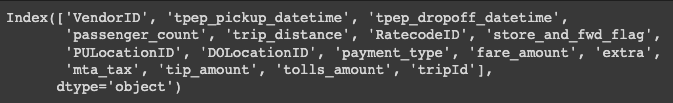 Index(['VendorID', 'tpep_pickup_datetime', 'tpep_dropoff_datetime',
'passenger_count', 'trip_distance', 'RatecodeID', 'store_and_fwd_flag',
'PULocationID', 'DOLocationID', 'payment_type', 'fare_amount', 'extra',
'mta_tax', 'tip_amount', 'tolls_amount', 'tripId'],
dtype='object')